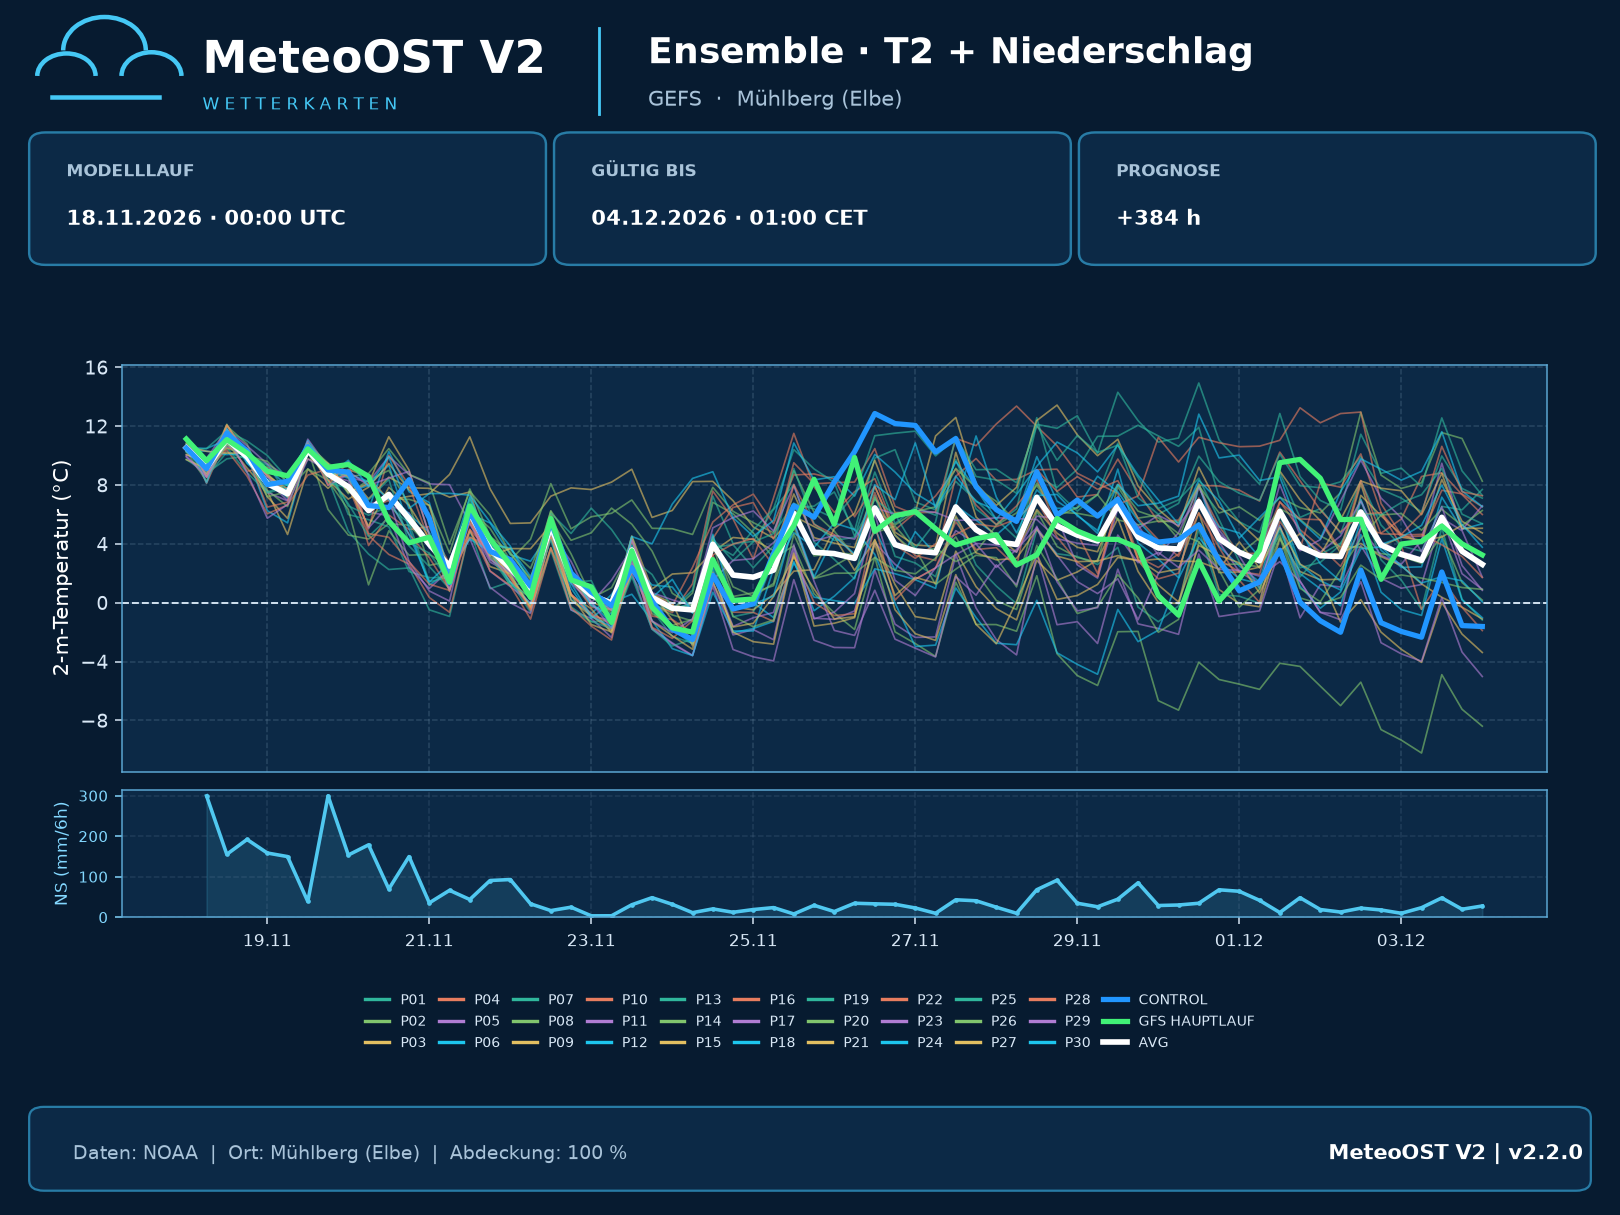 MeteoOST V2
WETTERKARTEN
Ensemble · T2 + Niederschlag
GEFS · Mühlberg (Elbe)
MODELLLAUF
18.11.2026 · 00:00 UTC
GÜLTIG BIS
04.12.2026 · 01:00 CET
PROGNOSE
+384 h
2-m-Temperatur (°C)
16
12
8
4
0
−4
−8
NS (mm/6h)
300
200
100
0
19.11 21.11 23.11 25.11 27.11 29.11 01.12 03.12
P01 P04 P07 P10 P13 P16 P19 P22 P25 P28 CONTROL
P02 P05 P08 P11 P14 P17 P20 P23 P26 P29 GFS HAUPTLAUF
P03 P06 P09 P12 P15 P18 P21 P24 P27 P30 AVG
Daten: NOAA | Ort: Mühlberg (Elbe) | Abdeckung: 100 %
MeteoOST V2 | v2.2.0